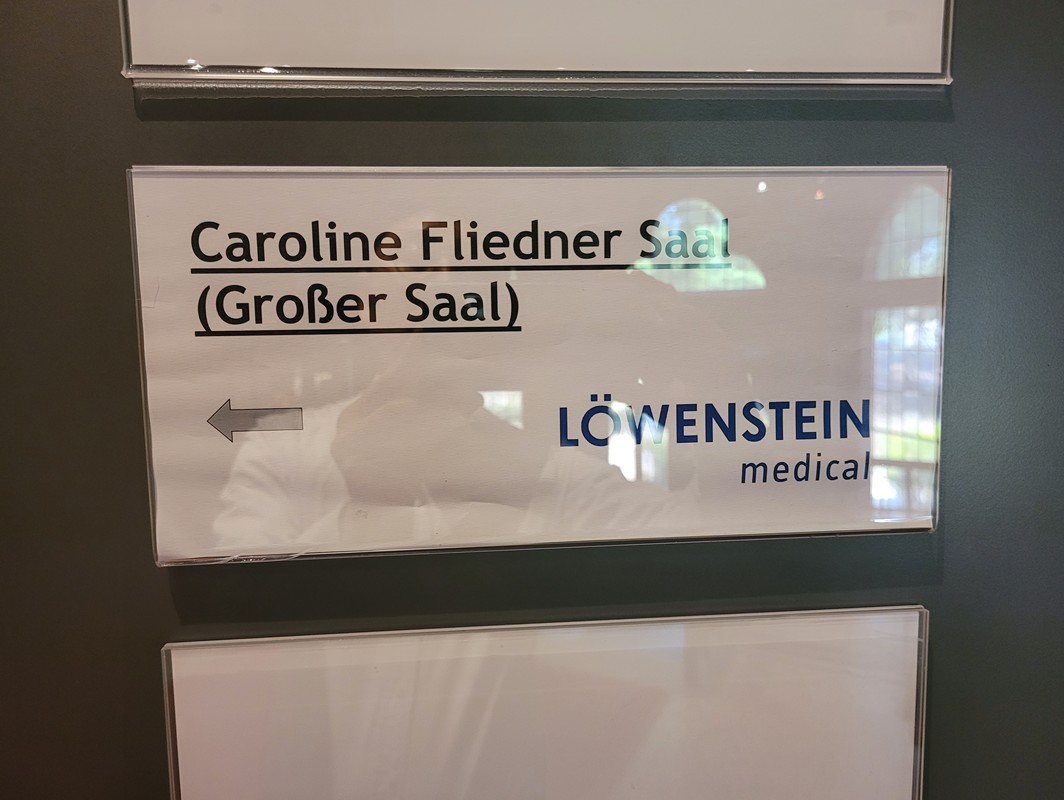 Caroline Fliedner Saal
(Großer Saal)
LÖWENSTEIN
medical